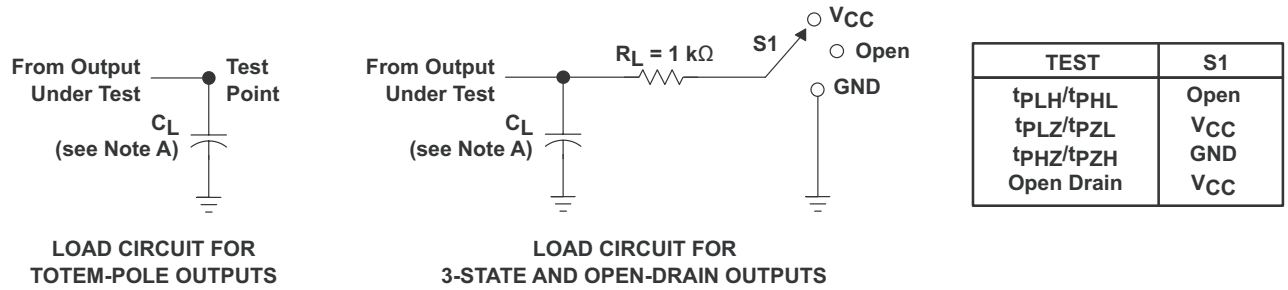 From Output
Under Test
Test
Point
CL
(see Note A)
LOAD CIRCUIT FOR
TOTEM-POLE OUTPUTS
From Output
Under Test
RL = 1 kΩ
S1
VCC
Open
GND
CL
(see Note A)
LOAD CIRCUIT FOR
3-STATE AND OPEN-DRAIN OUTPUTS
TEST S1
tPLH/tPHL Open
tPLZ/tPZL VCC
tPHZ/tPZH GND
Open Drain VCC